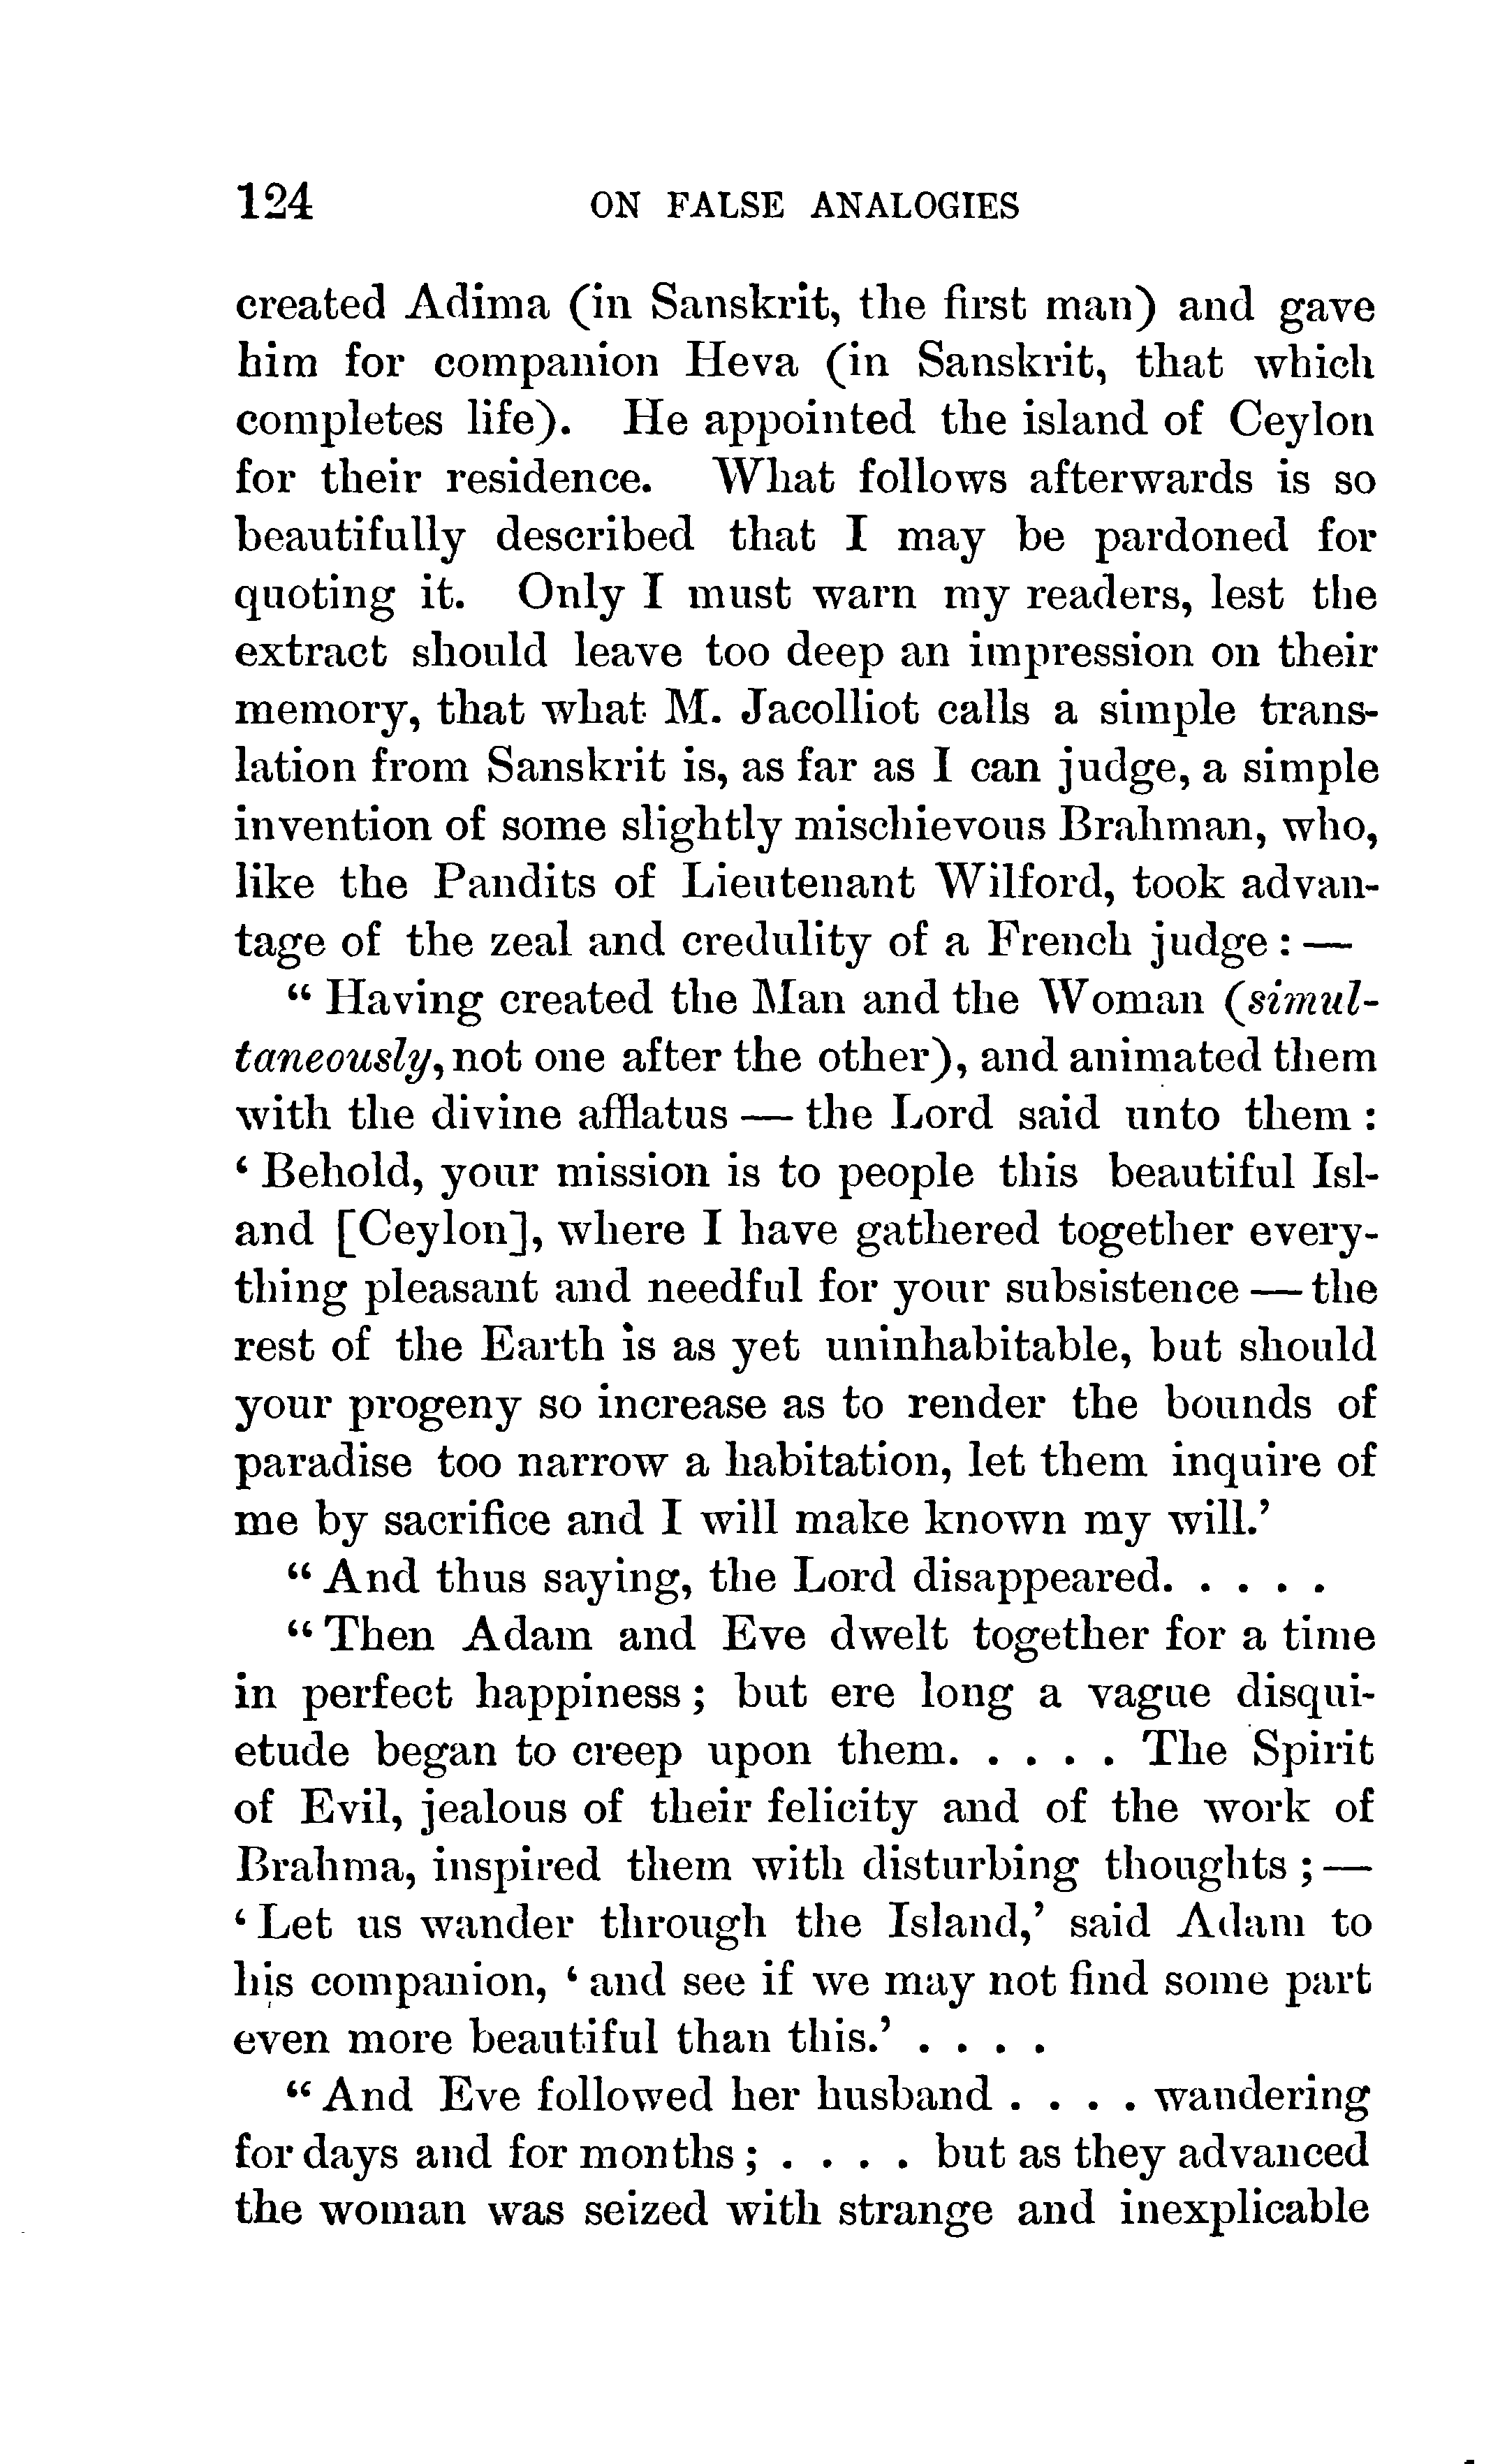 124 ON FALSE ANALOGIES
created Adima (in Sanskrit, the first man) and gave
him for companion Heva (in Sanskrit, that which
completes life). He appointed the island of Ceylon
for their residence. What follows afterwards is so
beautifully described that I may be pardoned for
quoting it. Only I must warn my readers, lest the
extract should leave too deep an impression on their
memory, that what M. Jacolliot calls a simple trans-
lation from Sanskrit is, as far as I can judge, a simple
invention of some slightly mischievous Brahman, who,
like the Pandits of Lieutenant Wilford, took advan-
tage of the zeal and credulity of a French judge : —
“ Having created the Man and the Woman (simul-
taneously, not one after the other), and animated them
with the divine afflatus — the Lord said unto them :
‘ Behold, your mission is to people this beautiful Isl-
and [Ceylon], where I have gathered together every-
thing pleasant and needful for your subsistence — the
rest of the Earth is as yet uninhabitable, but should
your progeny so increase as to render the bounds of
paradise too narrow a habitation, let them inquire of
me by sacrifice and I will make known my will.’
“ And thus saying, the Lord disappeared. . . . .
“ Then Adam and Eve dwelt together for a time
in perfect happiness ; but ere long a vague disqui-
etude began to creep upon them. . . . . The Spirit
of Evil, jealous of their felicity and of the work of
Brahma, inspired them with disturbing thoughts ; —
‘ Let us wander through the Island,’ said Adam to
his companion, ‘ and see if we may not find some part
even more beautiful than this.’ . . . .
“ And Eve followed her husband . . . . wandering
for days and for months ; . . . . but as they advanced
the woman was seized with strange and inexplicable